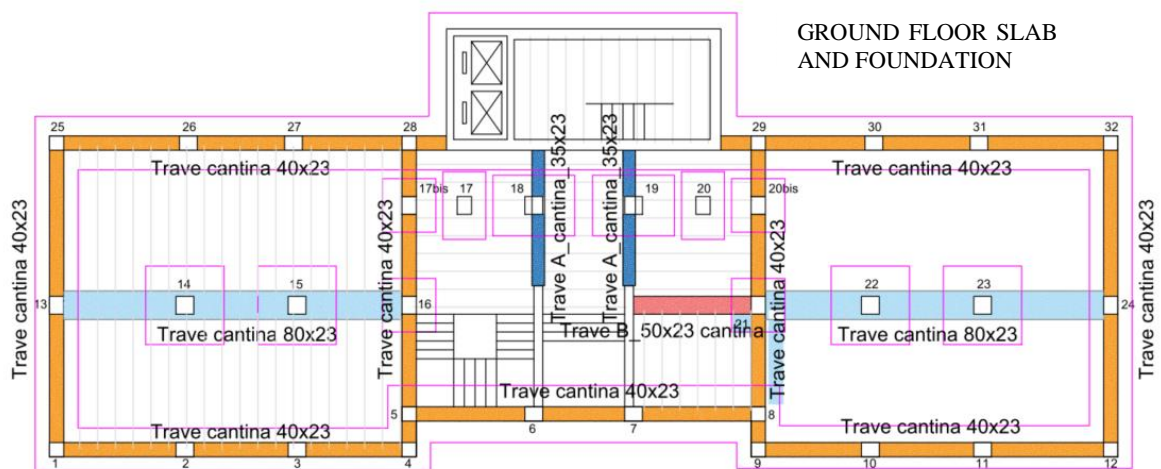 GROUND FLOOR SLAB
AND FOUNDATION
25
26
27
28
29
30
31
32
Trave cantina 40x23
Trave cantina 40x23
17bis
17
18
19
20
20bis
Trave cantina 40x23
Trave cantina 40x23
Trave A_cantina_35x23
Trave A_cantina_35x23
Trave cantina 40x23
Trave cantina 40x23
13
14
15
16
21
22
23
24
Trave cantina 80x23
Trave B_50x23 cantina
Trave cantina 80x23
Trave cantina 40x23
5
6
7
8
Trave cantina 40x23
Trave cantina 40x23
1
2
3
4
9
10
11
12